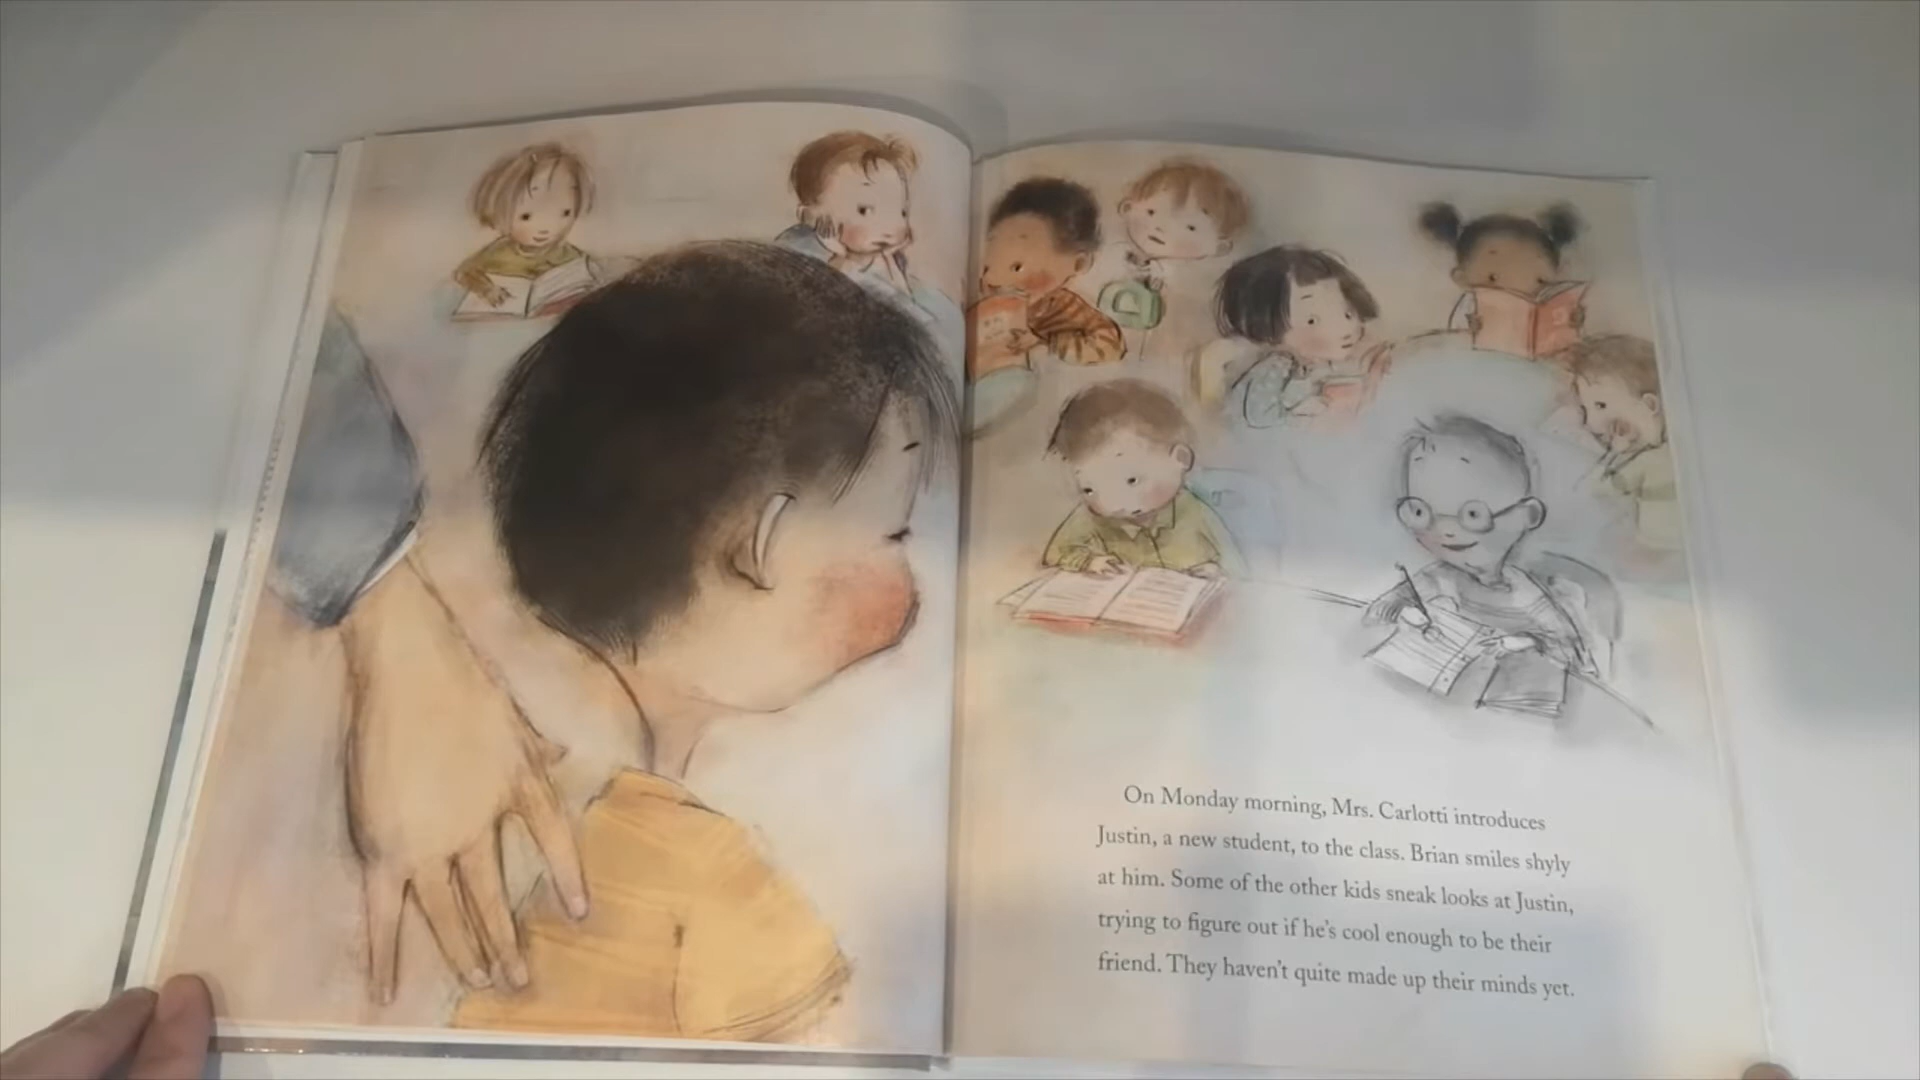 On Monday morning, Mrs. Carlotti introduces
Justin, a new student, to the class. Brian smiles shyly
at him. Some of the other kids sneak looks at Justin,
trying to figure out if he's cool enough to be their
friend. They haven't quite made up their minds yet.